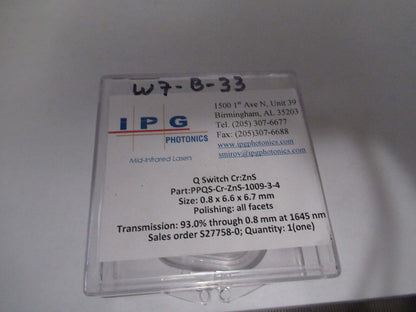 W7-B-33
IPG
PHOTONICS
Mid-Infrared Lasers
1500 1st Ave N, Unit 39
Birmingham, AL 35203
Tel. (205) 307-6677
Fax: (205)307-6688
www.ipgphotonics.com
smirov@ipgphotonics.com
Q Switch Cr:ZnS
Part:PPQS-Cr-ZnS-1009-3-4
Size: 0.8 x 6.6 x 6.7 mm
Polishing: all facets
Transmission: 93.0% through 0.8 mm at 1645 nm
Sales order S27758-0; Quantity: 1(one)